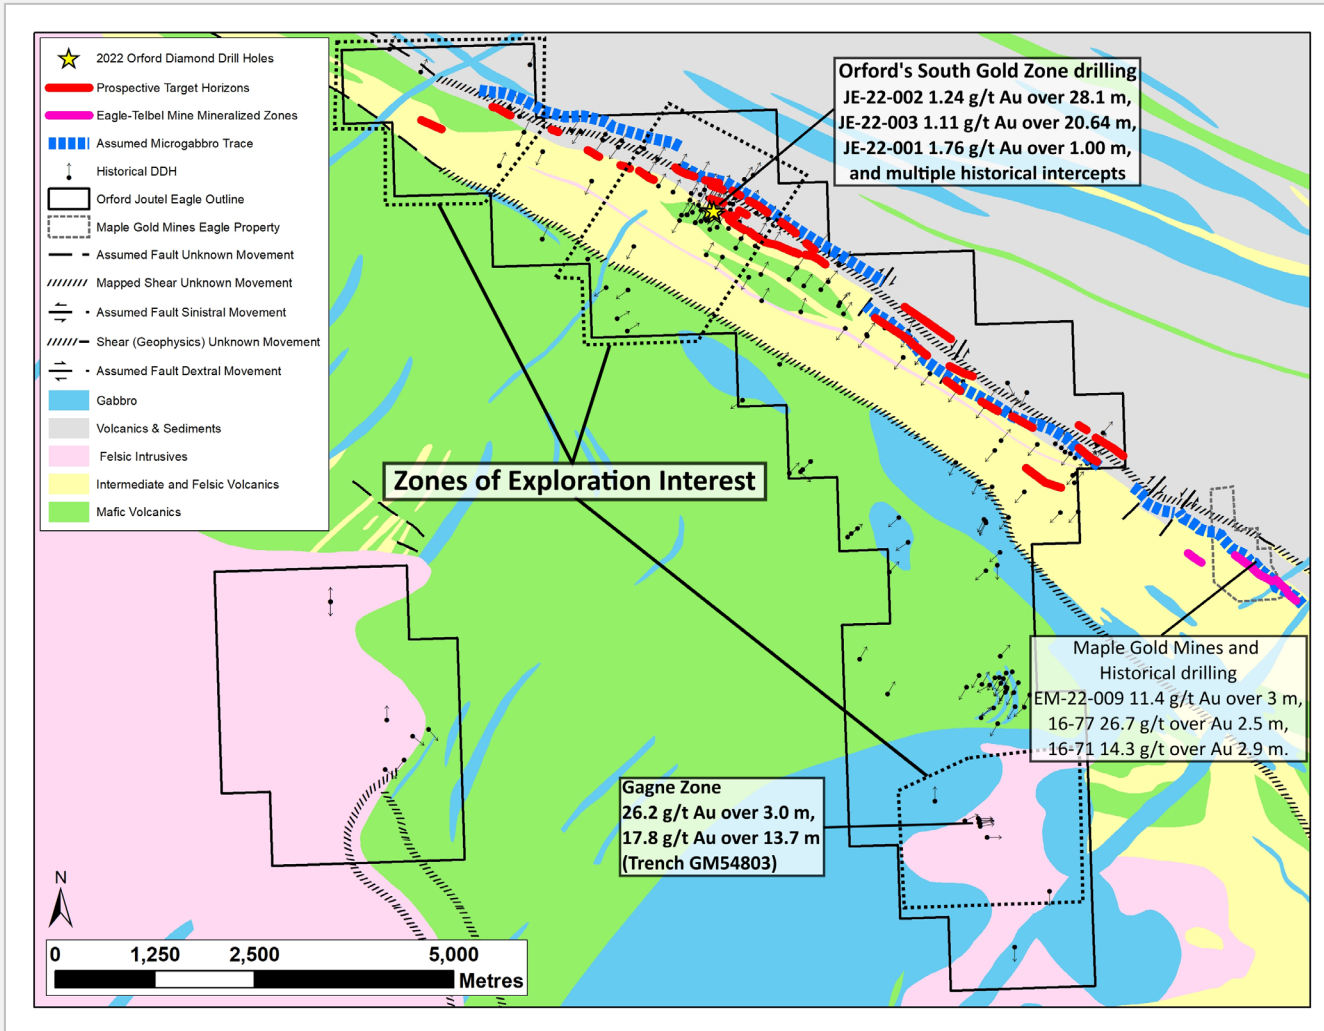 2022 Orford Diamond Drill Holes
Prospective Target Horizons
Eagle-Telbel Mine Mineralized Zones
Assumed Microgabbro Trace
Historical DDH
Orford Joutel Eagle Outline
Maple Gold Mines Eagle Property
Assumed Fault Unknown Movement
Mapped Shear Unknown Movement
Assumed Fault Sinistral Movement
Shear (Geophysics) Unknown Movement
Assumed Fault Dextral Movement
Gabbro
Volcanics & Sediments
Felsic Intrusives
Intermediate and Felsic Volcanics
Mafic Volcanics
Orford's South Gold Zone drilling
JE-22-002 1.24 g/t Au over 28.1 m,
JE-22-003 1.11 g/t Au over 20.64 m,
JE-22-001 1.76 g/t Au over 1.00 m,
and multiple historical intercepts
Zones of Exploration Interest
Maple Gold Mines and
Historical drilling
EM-22-009 11.4 g/t Au over 3 m,
16-77 26.7 g/t over Au 2.5 m,
16-71 14.3 g/t over Au 2.9 m.
Gagne Zone
26.2 g/t Au over 3.0 m,
17.8 g/t Au over 13.7 m
(Trench GM54803)
N
0 1,250 2,500 5,000
Metres